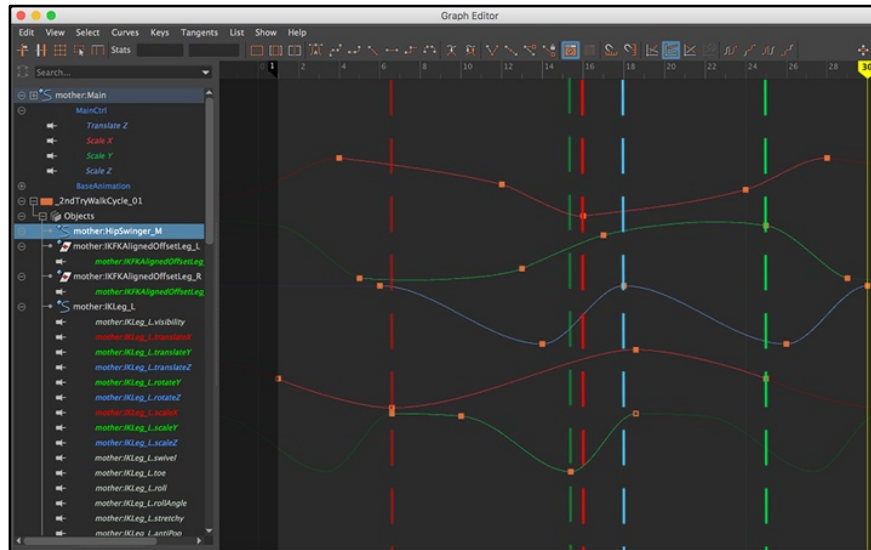 Graph Editor
Edit View Select Curves Keys Tangents List Show Help
Stats
Search...
0 1 2 4 6 8 10 12 14 16 18 20 22 24 26 28 30
mother:Main
MainCtrl
Translate Z
Scale X
Scale Y
Scale Z
BaseAnimation
_2ndTryWalkCycle_01
Objects
mother:HipSwinger_M
mother:IKFKAlignedOffsetLeg_L
mother:IKFKAlignedOffsetLeg_
mother:IKFKAlignedOffsetLeg_R
mother:IKFKAlignedOffsetLeg_
mother:IKLeg_L
mother:IKLeg_L.visibility
mother:IKLeg_L.translateX
mother:IKLeg_L.translateY
mother:IKLeg_L.translateZ
mother:IKLeg_L.rotateY
mother:IKLeg_L.rotateZ
mother:IKLeg_L.scaleX
mother:IKLeg_L.scaleY
mother:IKLeg_L.scaleZ
mother:IKLeg_L.swivel
mother:IKLeg_L.toe
mother:IKLeg_L.roll
mother:IKLeg_L.rollAngle
mother:IKLeg_L.stretchy
mother:IKLeg_L.antiPop